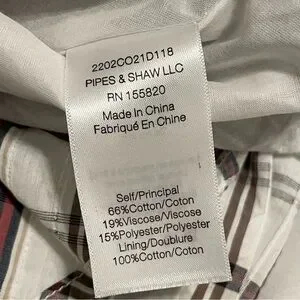 2202CO21D118
PIPES & SHAW LLC
RN 155820
Made In China
Fabriqué En Chine
Self/Principal
66%Cotton/Coton
19%Viscose/Viscose
15%Polyester/Polyester
Lining/Doublure
100%Cotton/Coton